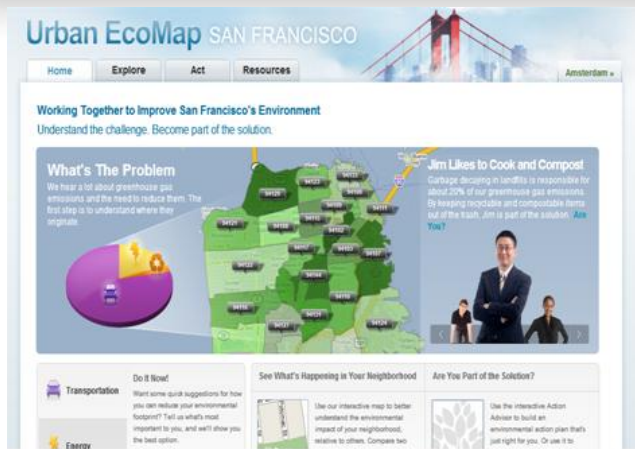 Urban EcoMap SAN FRANCISCO
Home Explore Act Resources
Amsterdam »
Working Together to Improve San Francisco's Environment
Understand the challenge. Become part of the solution.
What's The Problem
We hear a lot about greenhouse gas
emissions and the need to reduce them. The
first step is to understand where they
originate.
Jim Likes to Cook and Compost
Garbage decaying in landfills is responsible for
about 20% of our greenhouse gas emissions.
By keeping recyclable and compostable items
out of the trash, Jim is part of the solution. Are
You?
Transportation
Energy
Do It Now!
Want some quick suggestions for how
you can reduce your environmental
footprint? Tell us what's most
important to you, and we'll show you
the best option.
See What's Happening in Your Neighborhood
Use our interactive map to better
understand the environmental
impact of your neighborhood,
relative to others. Compare two
Are You Part of the Solution?
Use the interactive Action
Advisor to build an
environmental action plan that's
just right for you. Or use it to